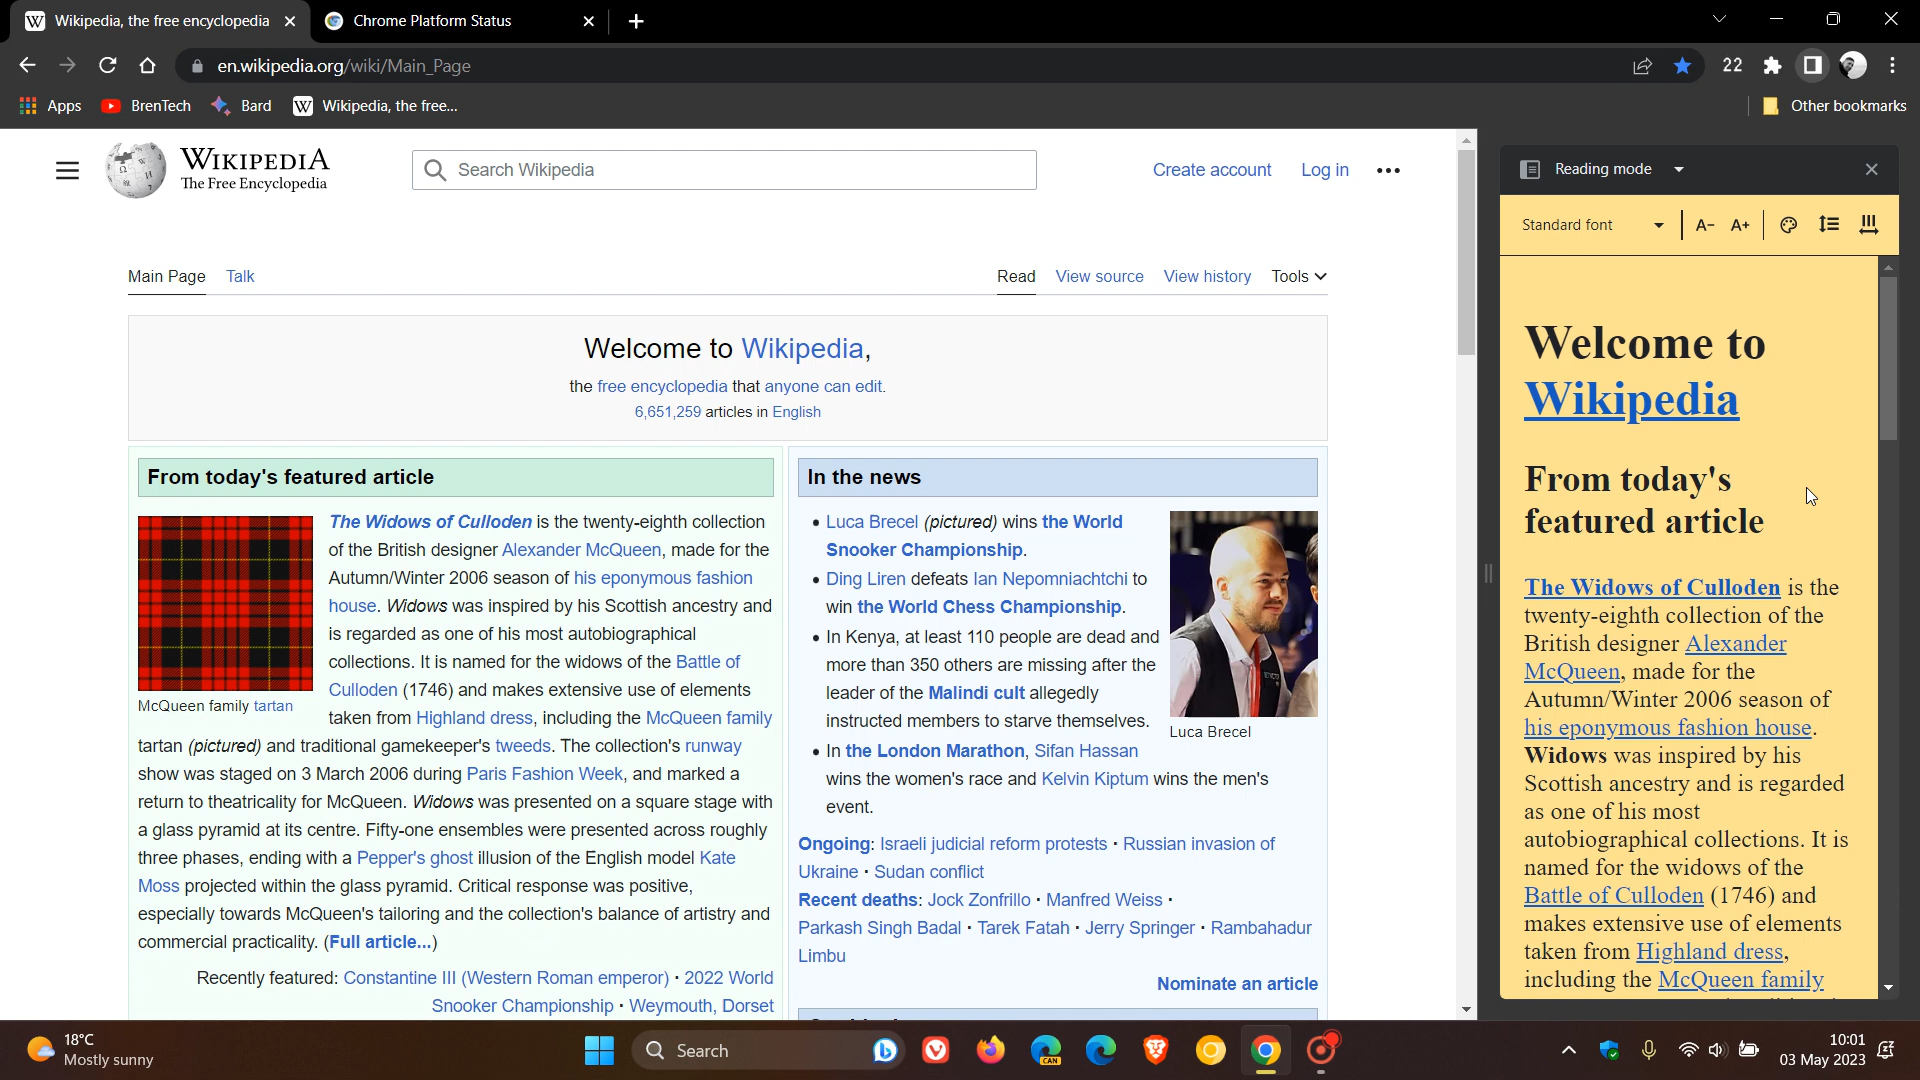 Wikipedia, the free encyclopedia
Chrome Platform Status
en.wikipedia.org/wiki/Main_Page
22
Apps
BrenTech
Bard
Wikipedia, the free...
Other bookmarks
WIKIPEDIA
The Free Encyclopedia
Search Wikipedia
Create account
Log in
Main Page
Talk
Read
View source
View history
Tools
Welcome to Wikipedia,
the free encyclopedia that anyone can edit.
6,651,259 articles in English
From today's featured article
The Widows of Culloden is the twenty-eighth collection
of the British designer Alexander McQueen, made for the
Autumn/Winter 2006 season of his eponymous fashion
house. Widows was inspired by his Scottish ancestry and
is regarded as one of his most autobiographical
collections. It is named for the widows of the Battle of
Culloden (1746) and makes extensive use of elements
taken from Highland dress, including the McQueen family
McQueen family tartan
tartan (pictured) and traditional gamekeeper's tweeds. The collection's runway
show was staged on 3 March 2006 during Paris Fashion Week, and marked a
return to theatricality for McQueen. Widows was presented on a square stage with
a glass pyramid at its centre. Fifty-one ensembles were presented across roughly
three phases, ending with a Pepper's ghost illusion of the English model Kate
Moss projected within the glass pyramid. Critical response was positive,
especially towards McQueen's tailoring and the collection's balance of artistry and
commercial practicality. (Full article...)
Recently featured: Constantine III (Western Roman emperor) · 2022 World
Snooker Championship · Weymouth, Dorset
In the news
• Luca Brecel (pictured) wins the World
Snooker Championship.
• Ding Liren defeats Ian Nepomniachtchi to
win the World Chess Championship.
• In Kenya, at least 110 people are dead and
more than 350 others are missing after the
leader of the Malindi cult allegedly
instructed members to starve themselves.
Luca Brecel
• In the London Marathon, Sifan Hassan
wins the women's race and Kelvin Kiptum wins the men's
event.
Ongoing: Israeli judicial reform protests · Russian invasion of
Ukraine · Sudan conflict
Recent deaths: Jock Zonfrillo · Manfred Weiss ·
Parkash Singh Badal · Tarek Fatah · Jerry Springer · Rambahadur
Limbu
Nominate an article
Reading mode
Standard font
A-
A+
Welcome to
Wikipedia
From today's
featured article
The Widows of Culloden is the
twenty-eighth collection of the
British designer Alexander
McQueen, made for the
Autumn/Winter 2006 season of
his eponymous fashion house.
Widows was inspired by his
Scottish ancestry and is regarded
as one of his most
autobiographical collections. It is
named for the widows of the
Battle of Culloden (1746) and
makes extensive use of elements
taken from Highland dress,
including the McQueen family
18°C
Mostly sunny
Search
CAN
10:01
03 May 2023